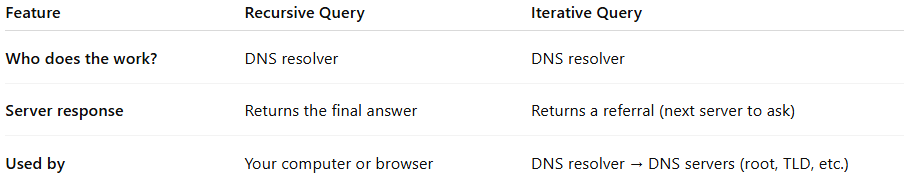 Feature Recursive Query Iterative Query
Who does the work? DNS resolver DNS resolver
Server response Returns the final answer Returns a referral (next server to ask)
Used by Your computer or browser DNS resolver → DNS servers (root, TLD, etc.)